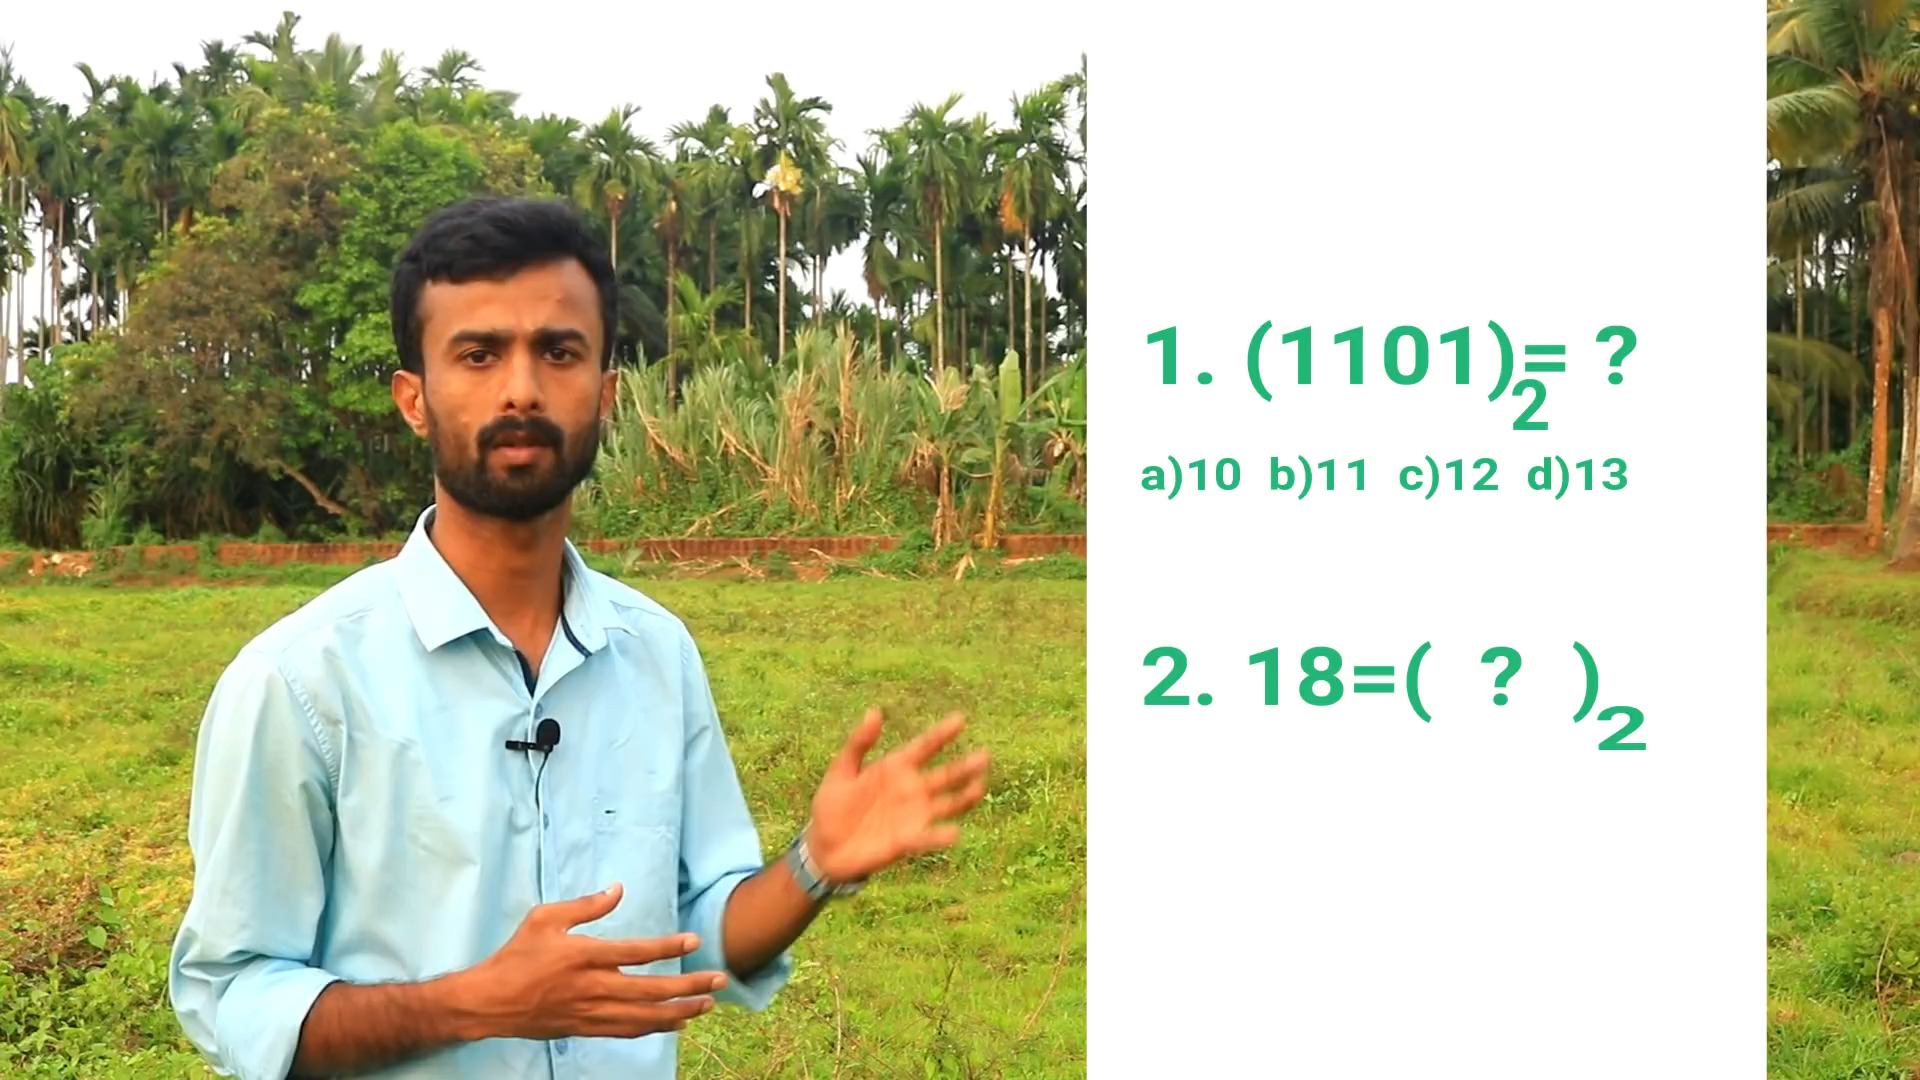 1. (1101)₂= ?
a)10 b)11 c)12 d)13
2. 18=( ? )₂